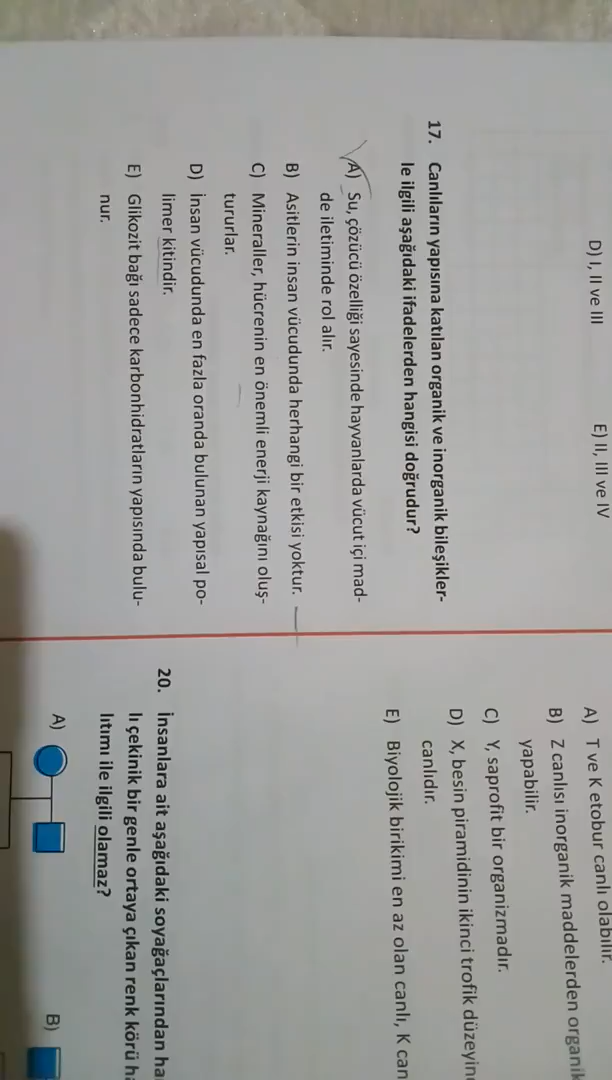 D) I, II ve III
E) II, III ve IV
17. Canlıların yapısına katılan organik ve inorganik bileşikler-
le ilgili aşağıdaki ifadelerden hangisi doğrudur?
A) Su, çözücü özelliği sayesinde hayvanlarda vücut içi mad-
de iletiminde rol alır.
B) Asitlerin insan vücudunda herhangi bir etkisi yoktur.
C) Mineraller, hücrenin en önemli enerji kaynağını oluş-
tururlar.
D) İnsan vücudunda en fazla oranda bulunan yapısal po-
limer kitindir.
E) Glikozit bağı sadece karbonhidratların yapısında bulu-
nur.
A) T ve K etobur canlı olabilir.
B) Z canlısı inorganik maddelerden organik
yapabilir.
C) Y, saprofit bir organizmadır.
D) X, besin piramidinin ikinci trofik düzeyin
canlıdır.
E) Biyolojik birikimi en az olan canlı, K can
20. İnsanlara ait aşağıdaki soyağaçlarından ha
lı çekinik bir genle ortaya çıkan renk körü ha
lıtımı ile ilgili olamaz?
A)
B)